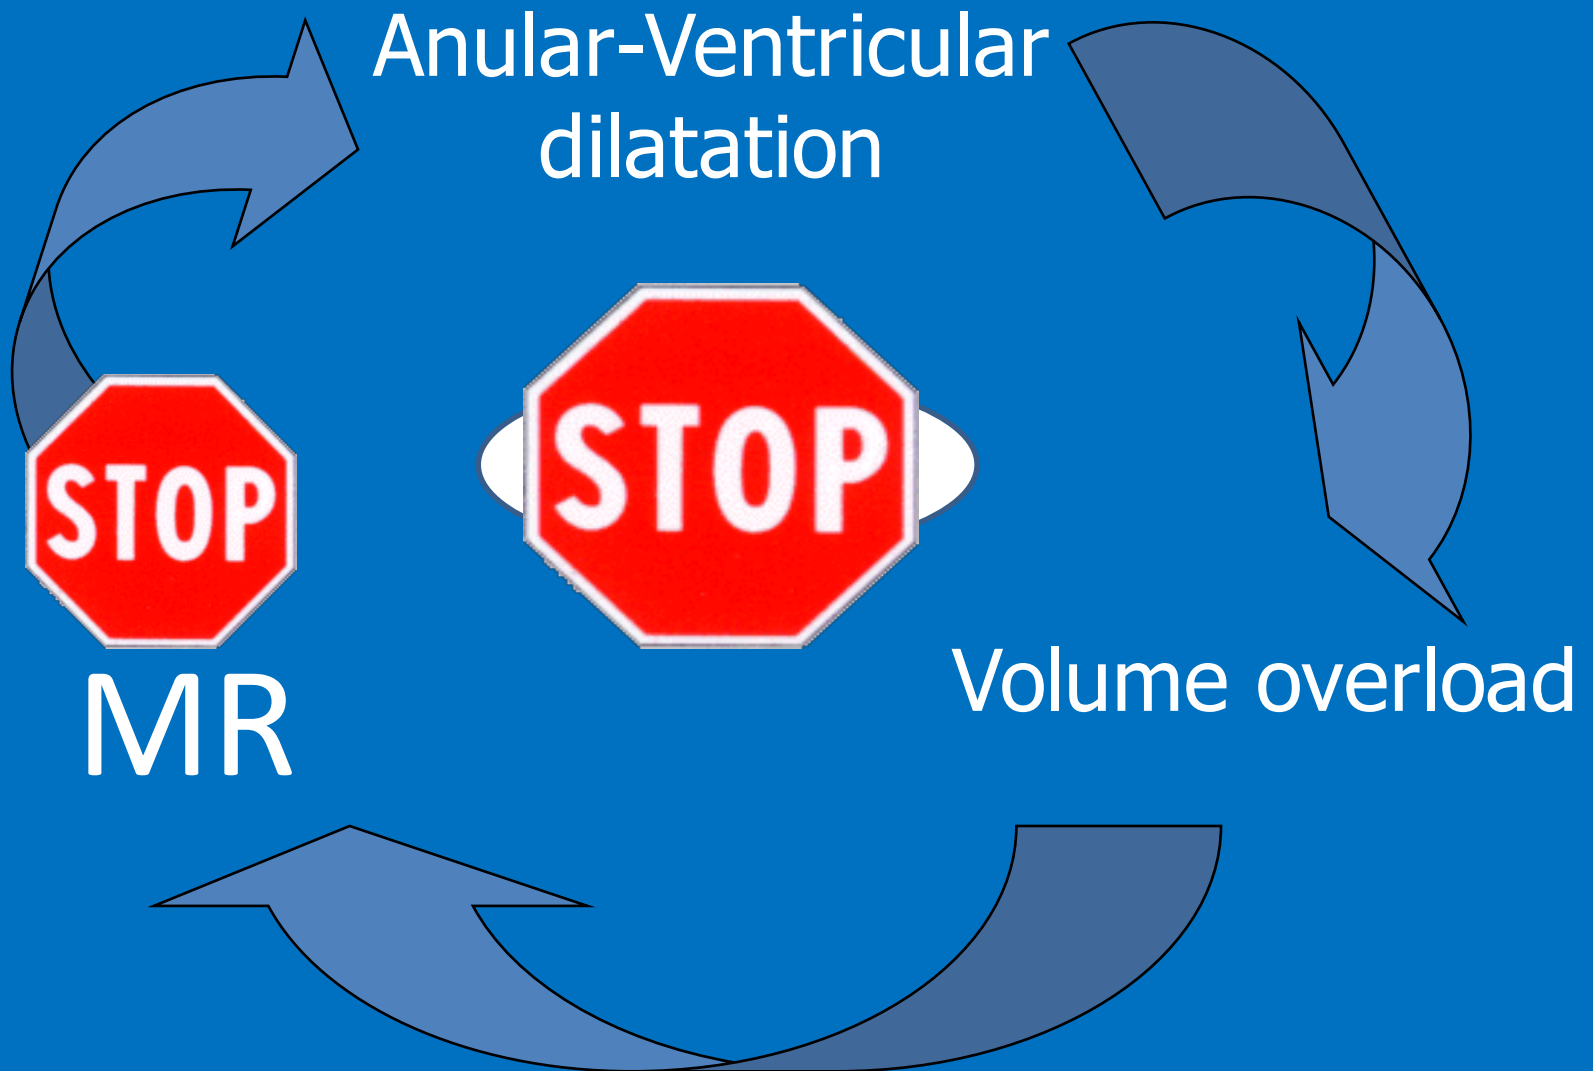 Anular-Ventricular
dilatation
STOP
STOP
MR
Volume overload